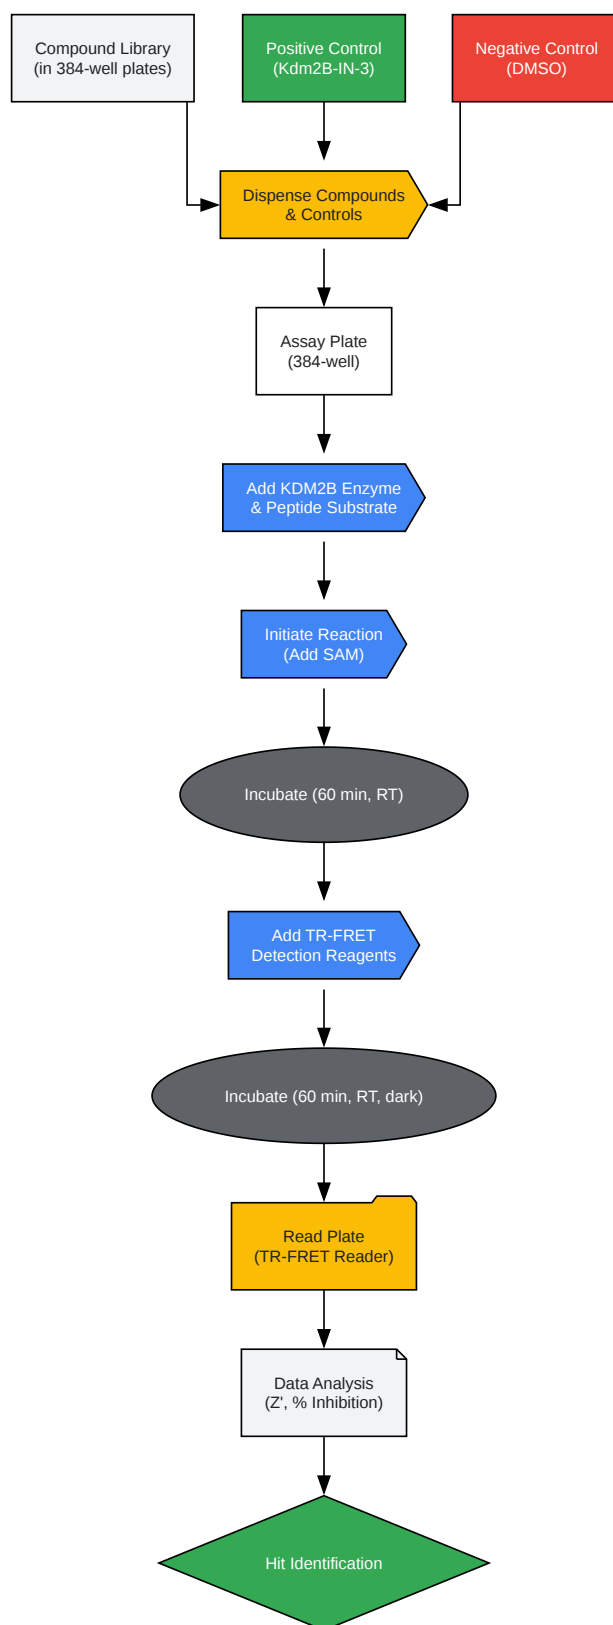 Compound Library
(in 384-well plates)
Positive Control
(Kdm2B-IN-3)
Negative Control
(DMSO)
Dispense Compounds
& Controls
Assay Plate
(384-well)
Add KDM2B Enzyme
& Peptide Substrate
Initiate Reaction
(Add SAM)
Incubate (60 min, RT)
Add TR-FRET
Detection Reagents
Incubate (60 min, RT, dark)
Read Plate
(TR-FRET Reader)
Data Analysis
(Z', % Inhibition)
Hit Identification